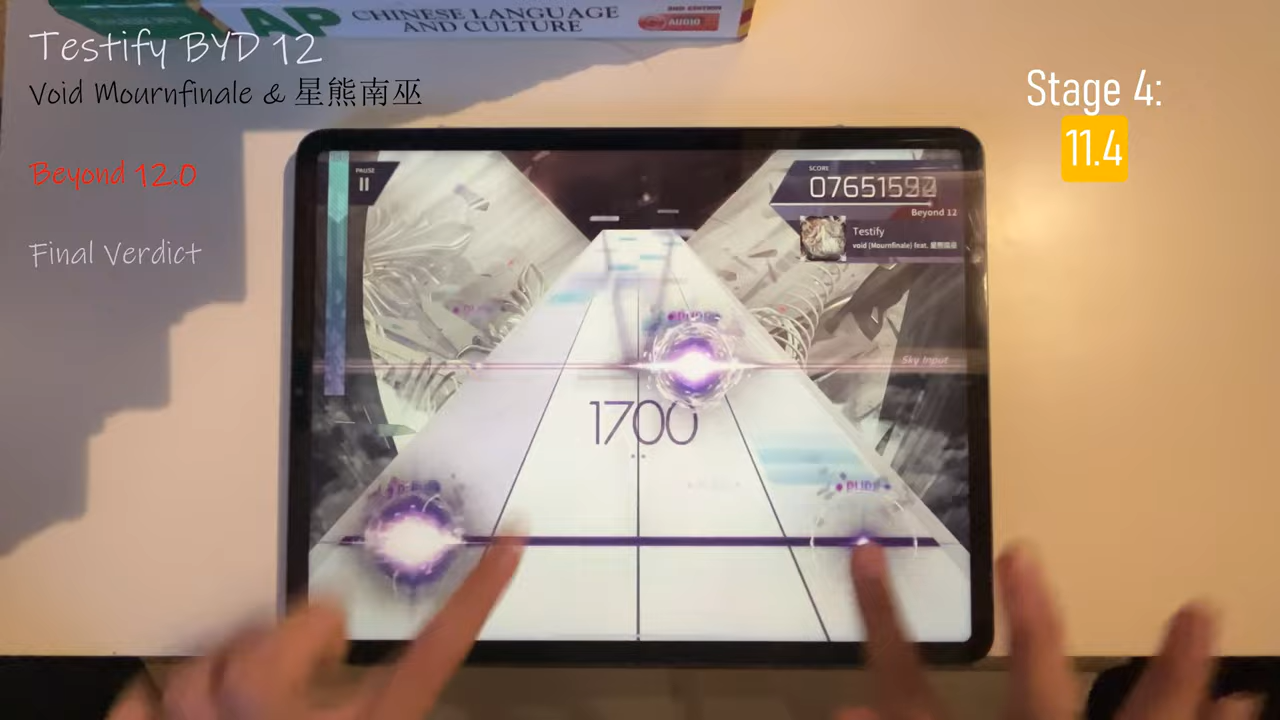 AP
CHINESE LANGUAGE
AND CULTURE
AUDIO
Testify BYD 12
Void Mournfinale & 星熊南巫
Beyond 12.0
Final Verdict
Stage 4:
11.4
PAUSE
SCORE
Beyond 12
Testify
void (Mournfinale) feat. 星熊南巫
PURE
Sky Input
1700
PURE